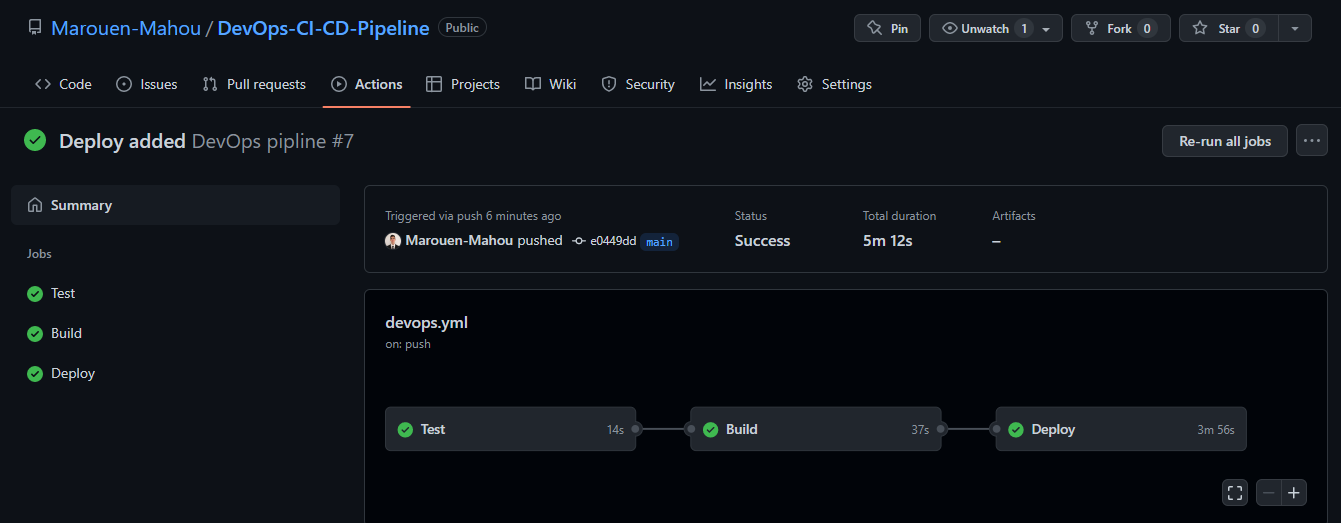 Marouen-Mahou / DevOps-CI-CD-Pipeline Public Pin Unwatch 1 Fork 0 Star 0
Code Issues Pull requests Actions Projects Wiki Security Insights Settings
Deploy added DevOps pipline #7 Re-run all jobs ...
Summary
Jobs
Test
Build
Deploy
Triggered via push 6 minutes ago Status Total duration Artifacts
Marouen-Mahou pushed e0449dd main Success 5m 12s –
devops.yml
on: push
Test 14s Build 37s Deploy 3m 56s